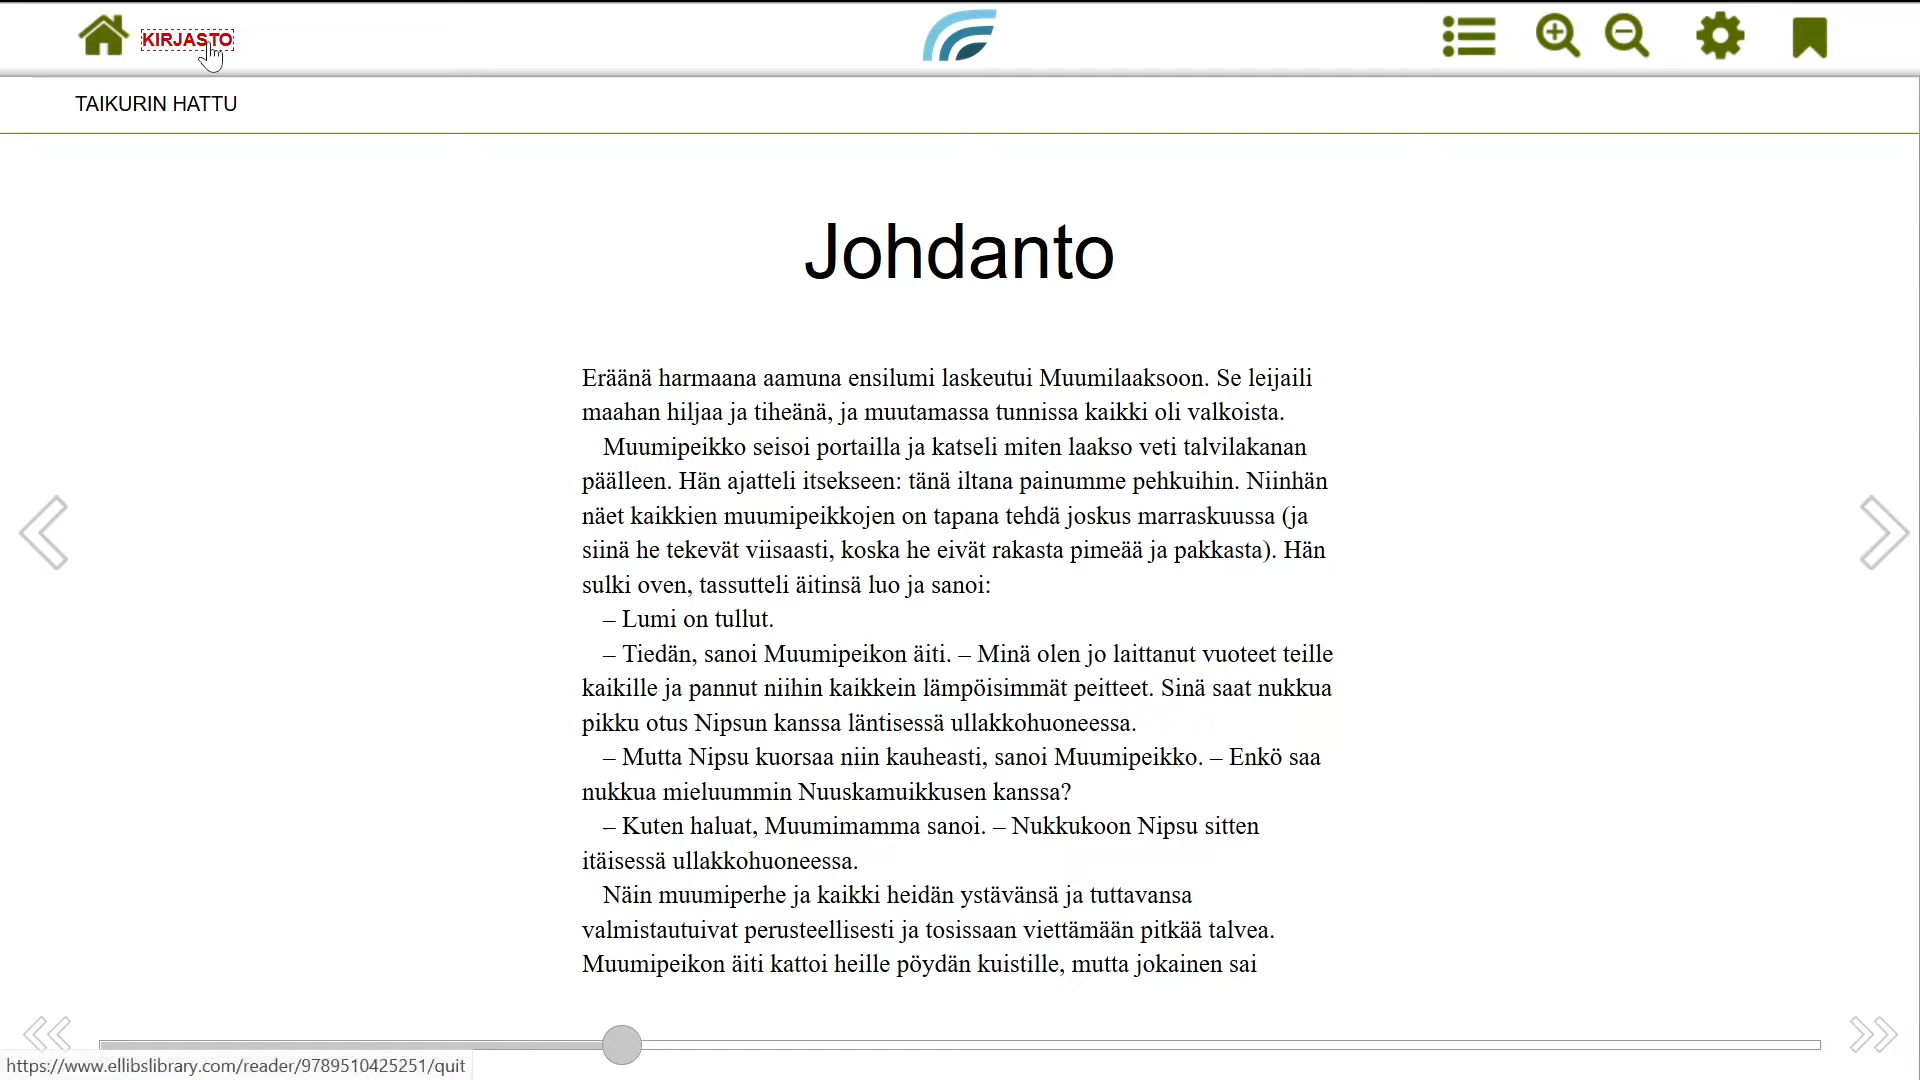 KIRJASTO
TAIKURIN HATTU
Johdanto
Eräänä harmaana aamuna ensilumi laskeutui Muumilaaksoon. Se leijaili
maahan hiljaa ja tiheänä, ja muutamassa tunnissa kaikki oli valkoista.
Muumipeikko seisoi portailla ja katseli miten laakso veti talvilakanan
päälleen. Hän ajatteli itsekseen: tänä iltana painumme pehkuihin. Niinhän
näet kaikkien muumipeikkojen on tapana tehdä joskus marraskuussa (ja
siinä he tekevät viisaasti, koska he eivät rakasta pimeää ja pakkasta). Hän
sulki oven, tassutteli äitinsä luo ja sanoi:
– Lumi on tullut.
– Tiedän, sanoi Muumipeikon äiti. – Minä olen jo laittanut vuoteet teille
kaikille ja pannut niihin kaikkein lämpöisimmät peitteet. Sinä saat nukkua
pikku otus Nipsun kanssa läntisessä ullakkohuoneessa.
– Mutta Nipsu kuorsaa niin kauheasti, sanoi Muumipeikko. – Enkö saa
nukkua mieluummin Nuuskamuikkusen kanssa?
– Kuten haluat, Muumimamma sanoi. – Nukkukoon Nipsu sitten
itäisessä ullakkohuoneessa.
Näin muumiperhe ja kaikki heidän ystävänsä ja tuttavansa
valmistautuivat perusteellisesti ja tosissaan viettämään pitkää talvea.
Muumipeikon äiti kattoi heille pöydän kuistille, mutta jokainen sai
https://www.ellibslibrary.com/reader/9789510425251/quit